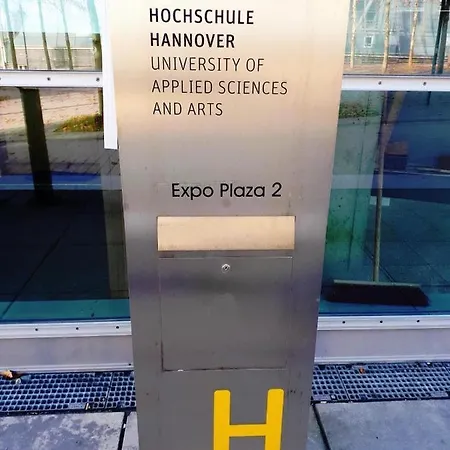 HOCHSCHULE
HANNOVER
UNIVERSITY OF
APPLIED SCIENCES
AND ARTS
Expo Plaza 2
H